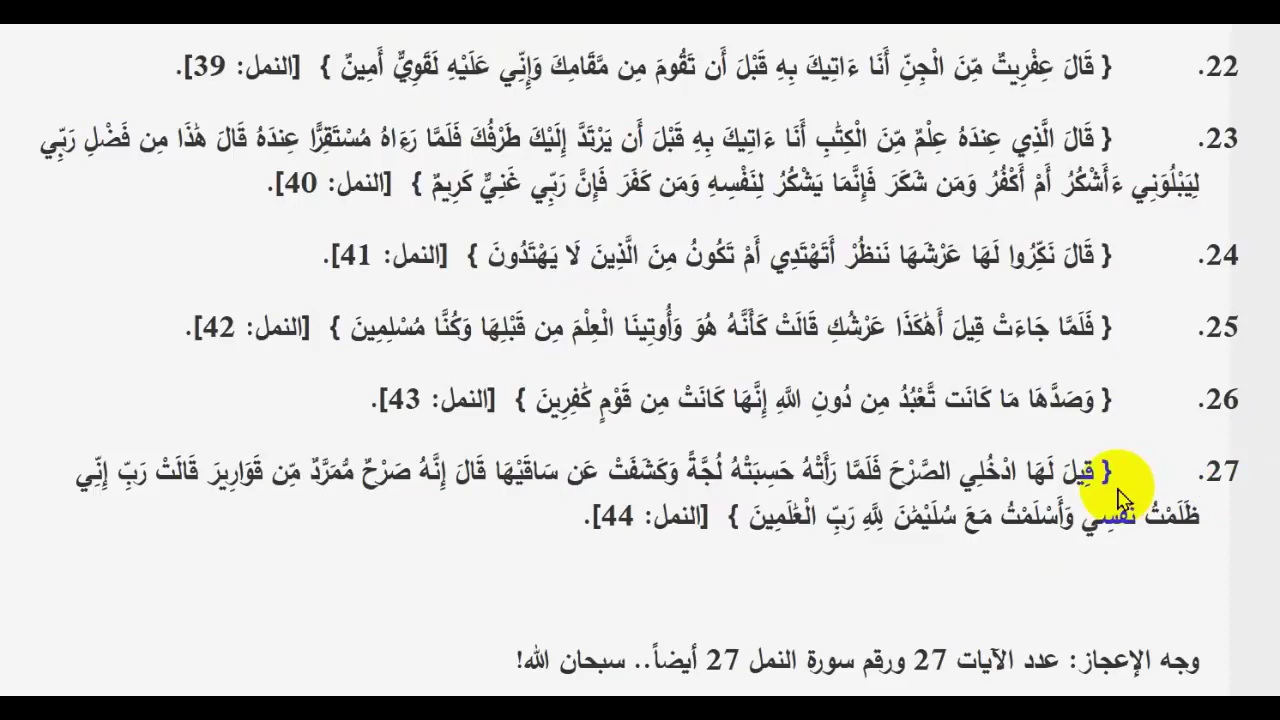 22. { قَالَ عِفْرِيتٌ مِّنَ الْجِنِّ أَنَا ءَاتِيكَ بِهِ قَبْلَ أَن تَقُومَ مِن مَّقَامِكَ وَإِنِّي عَلَيْهِ لَقَوِيٌّ أَمِينٌ } [النمل: 39].
23. { قَالَ الَّذِي عِندَهُ عِلْمٌ مِّنَ الْكِتَٰبِ أَنَا ءَاتِيكَ بِهِ قَبْلَ أَن يَرْتَدَّ إِلَيْكَ طَرْفُكَ فَلَمَّا رَءَاهُ مُسْتَقِرًّا عِندَهُ قَالَ هَٰذَا مِن فَضْلِ رَبِّي
لِيَبْلُوَنِي ءَأَشْكُرُ أَمْ أَكْفُرُ وَمَن شَكَرَ فَإِنَّمَا يَشْكُرُ لِنَفْسِهِ وَمَن كَفَرَ فَإِنَّ رَبِّي غَنِيٌّ كَرِيمٌ } [النمل: 40].
24. { قَالَ نَكِّرُوا لَهَا عَرْشَهَا نَنظُرْ أَتَهْتَدِي أَمْ تَكُونُ مِنَ الَّذِينَ لَا يَهْتَدُونَ } [النمل: 41].
25. { فَلَمَّا جَاءَتْ قِيلَ أَهَٰكَذَا عَرْشُكِ قَالَتْ كَأَنَّهُ هُوَ وَأُوتِينَا الْعِلْمَ مِن قَبْلِهَا وَكُنَّا مُسْلِمِينَ } [النمل: 42].
26. { وَصَدَّهَا مَا كَانَت تَّعْبُدُ مِن دُونِ اللَّهِ إِنَّهَا كَانَتْ مِن قَوْمٍ كَٰفِرِينَ } [النمل: 43].
27. { قِيلَ لَهَا ادْخُلِي الصَّرْحَ فَلَمَّا رَأَتْهُ حَسِبَتْهُ لُجَّةً وَكَشَفَتْ عَن سَاقَيْهَا قَالَ إِنَّهُ صَرْحٌ مُّمَرَّدٌ مِّن قَوَارِيرَ قَالَتْ رَبِّ إِنِّي
ظَلَمْتُ نَفْسِي وَأَسْلَمْتُ مَعَ سُلَيْمَٰنَ لِلَّهِ رَبِّ الْعَٰلَمِينَ } [النمل: 44].
وجه الإعجاز: عدد الآيات 27 ورقم سورة النمل 27 أيضاً.. سبحان الله!